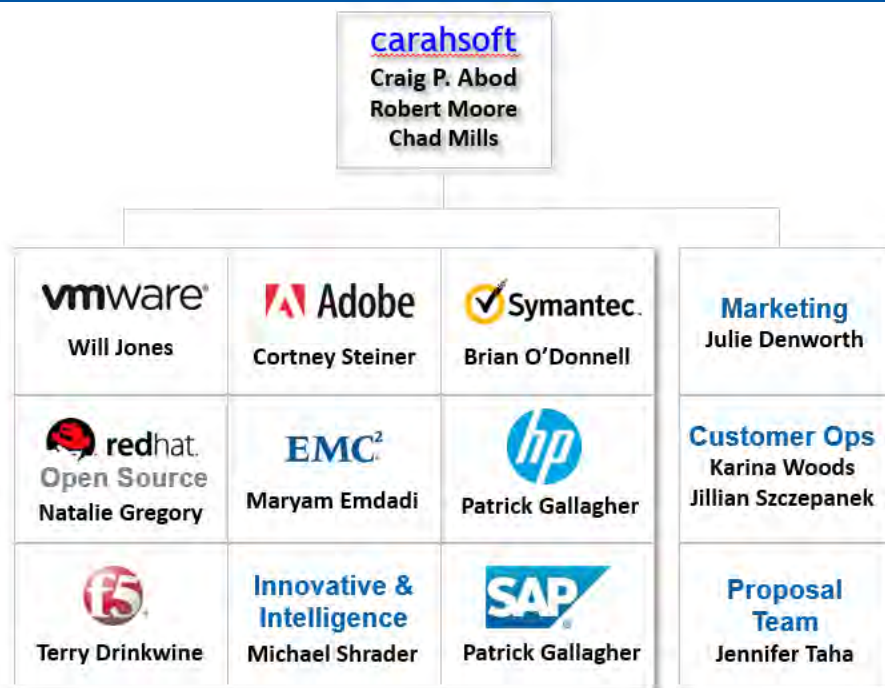 carahsoft
Craig P. Abod
Robert Moore
Chad Mills
vmware®
Will Jones
Adobe
Cortney Steiner
Symantec.
Brian O'Donnell
Marketing
Julie Denworth
redhat.
Open Source
Natalie Gregory
EMC²
Maryam Emdadi
hp
Patrick Gallagher
Customer Ops
Karina Woods
Jillian Szczepanek
f5
Terry Drinkwine
Innovative &
Intelligence
Michael Shrader
SAP®
Patrick Gallagher
Proposal
Team
Jennifer Taha